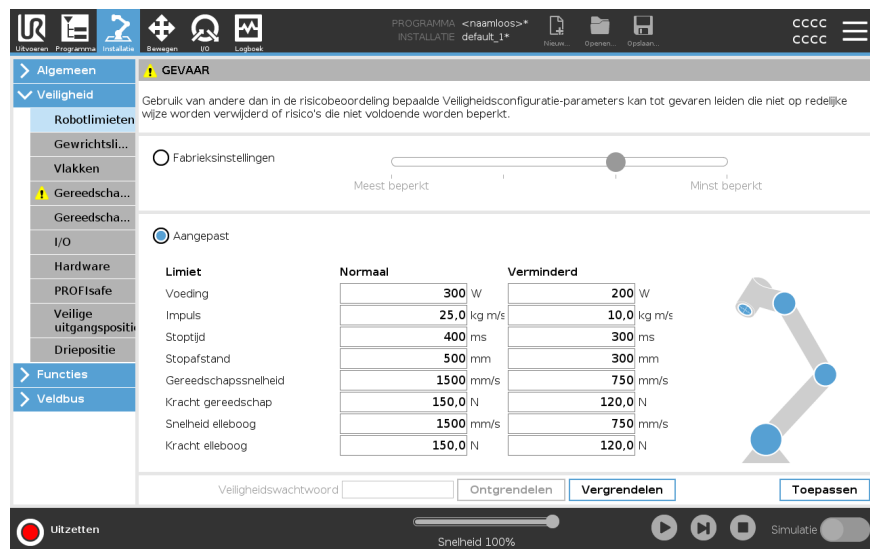 PROGRAMMA <naamloos>*
INSTALLATIE default_1*
Uitvoeren Programma Installatie Bewegen I/O Logboek
Nieuw... Openen... Opslaan...
cccc
cccc
Algemeen
Veiligheid
Robotlimieten
Gewrichtsli...
Vlakken
Gereedscha...
Gereedscha...
I/O
Hardware
PROFIsafe
Veilige
uitgangspositi
Driepositie
Functies
Veldbus
GEVAAR
Gebruik van andere dan in de risicobeoordeling bepaalde Veiligheidsconfiguratie-parameters kan tot gevaren leiden die niet op redelijke
wijze worden verwijderd of risico's die niet voldoende worden beperkt.
Fabrieksinstellingen
Meest beperkt Minst beperkt
Aangepast
Limiet Normaal Verminderd
Voeding 300 W 200 W
Impuls 25,0 kg m/s 10,0 kg m/s
Stoptijd 400 ms 300 ms
Stopafstand 500 mm 300 mm
Gereedschapssnelheid 1500 mm/s 750 mm/s
Kracht gereedschap 150,0 N 120,0 N
Snelheid elleboog 1500 mm/s 750 mm/s
Kracht elleboog 150,0 N 120,0 N
Veiligheidswachtwoord Ontgrendelen Vergrendelen Toepassen
Uitzetten
Snelheid 100%
Simulatie